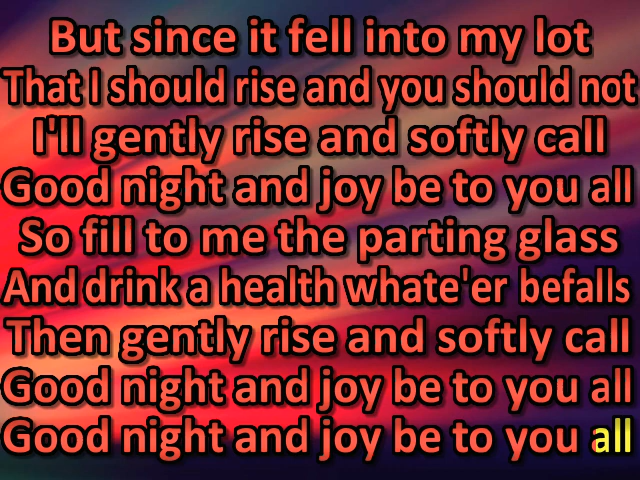 But since it fell into my lot
That I should rise and you should not
I'll gently rise and softly call
Good night and joy be to you all
So fill to me the parting glass
And drink a health whate'er befalls
Then gently rise and softly call
Good night and joy be to you all
Good night and joy be to you all